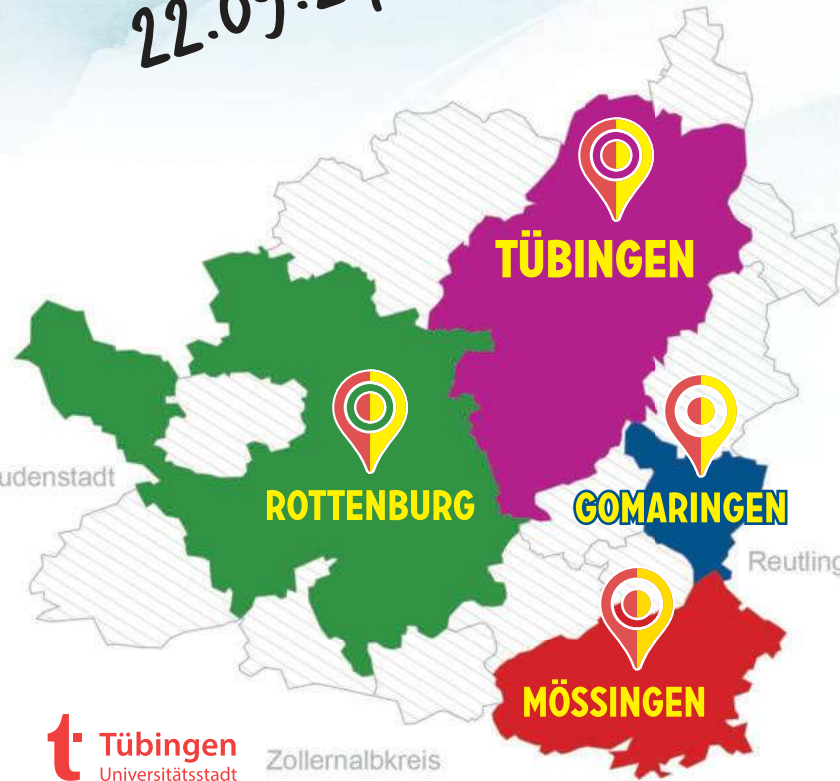 TÜBINGEN
ROTTENBURG
GOMARINGEN
MÖSSINGEN
Tübingen
Universitätsstadt
Zollernalbkreis